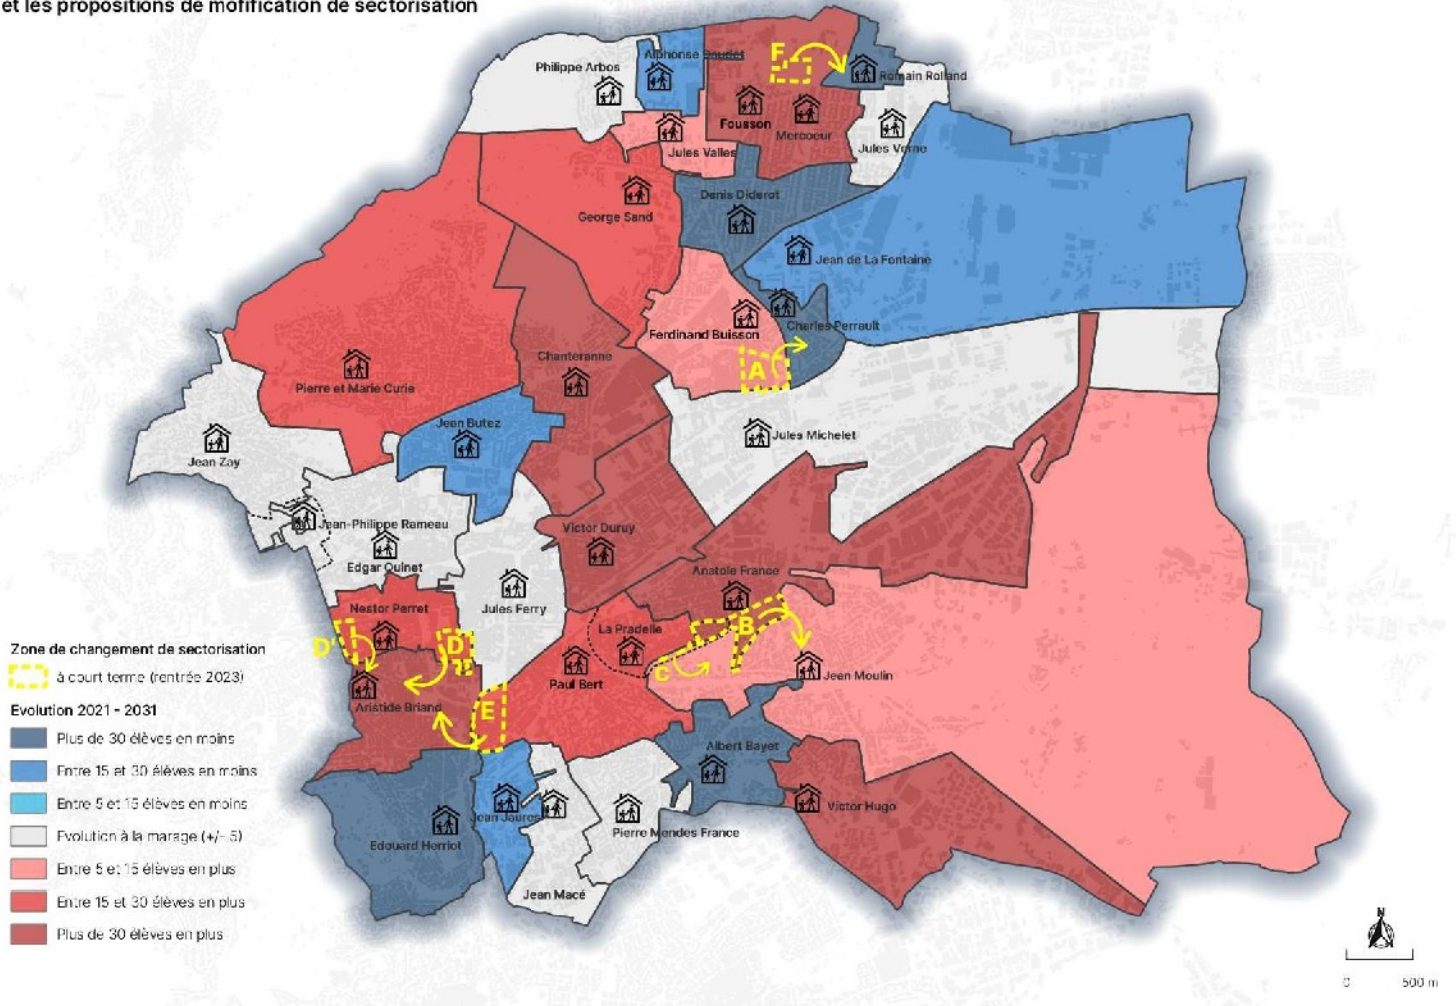 et les propositions de mofification de sectorisation
Alphonse Daudet
F
Philippe Arbos
Romain Rolland
Fousson
Mercoeur
Jules Valles
Jules Verne
Denis Diderot
George Sand
Jean de La Fontaine
Charles Perrault
Ferdinand Buisson
Chanteranne
A
Pierre et Marie Curie
Jean Butez
Jules Michelet
Jean Zay
Jean-Philippe Rameau
Victor Duruy
Edgar Quinet
Anatole France
Nestor Perret
Jules Ferry
La Pradelle
B
D'
D
C
Jean Moulin
Paul Bert
Aristide Briand
E
Albert Bayet
Victor Hugo
Jean Jaures
Pierre Mendes France
Edouard Herriot
Jean Macé
Zone de changement de sectorisation
à court terme (rentrée 2023)
Evolution 2021 - 2031
Plus de 30 élèves en moins
Entre 15 et 30 élèves en moins
Entre 5 et 15 élèves en moins
Evolution à la marage (+/- 5)
Entre 5 et 15 élèves en plus
Entre 15 et 30 élèves en plus
Plus de 30 élèves en plus
N
0 500 m